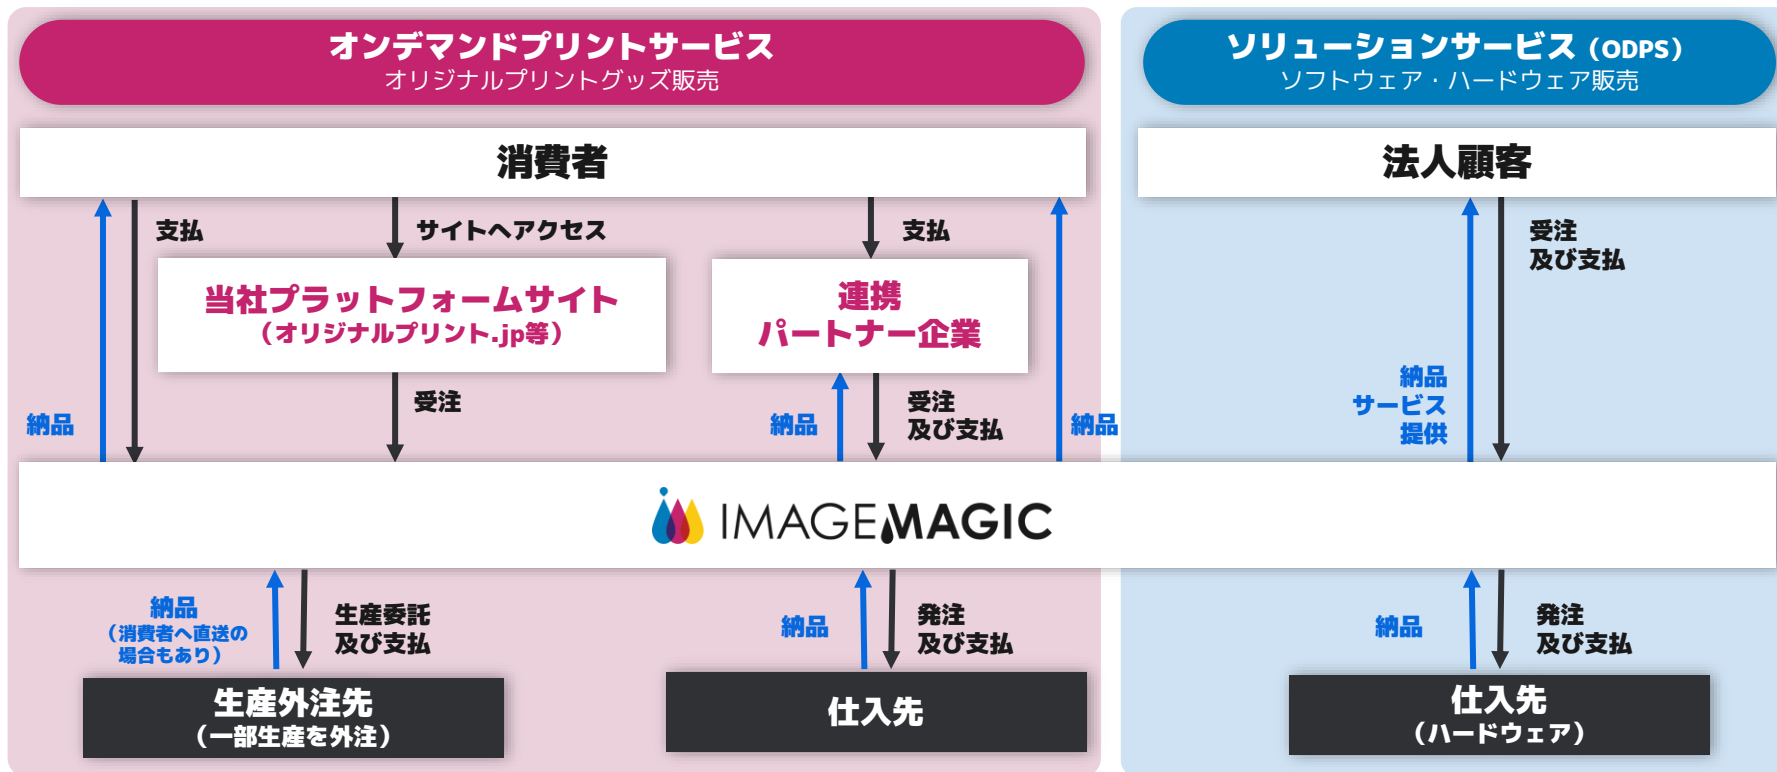 オンデマンドプリントサービス
オリジナルプリントグッズ販売
ソリューションサービス（ODPS）
ソフトウェア・ハードウェア販売
消費者
法人顧客
支払
サイトへアクセス
支払
受注
及び支払
当社プラットフォームサイト
（オリジナルプリント.jp等）
連携
パートナー企業
納品
受注
納品
受注
及び支払
納品
納品
サービス
提供
IMAGEMAGIC
納品
（消費者へ直送の
場合もあり）
生産委託
及び支払
納品
発注
及び支払
納品
発注
及び支払
生産外注先
（一部生産を外注）
仕入先
仕入先
（ハードウェア）